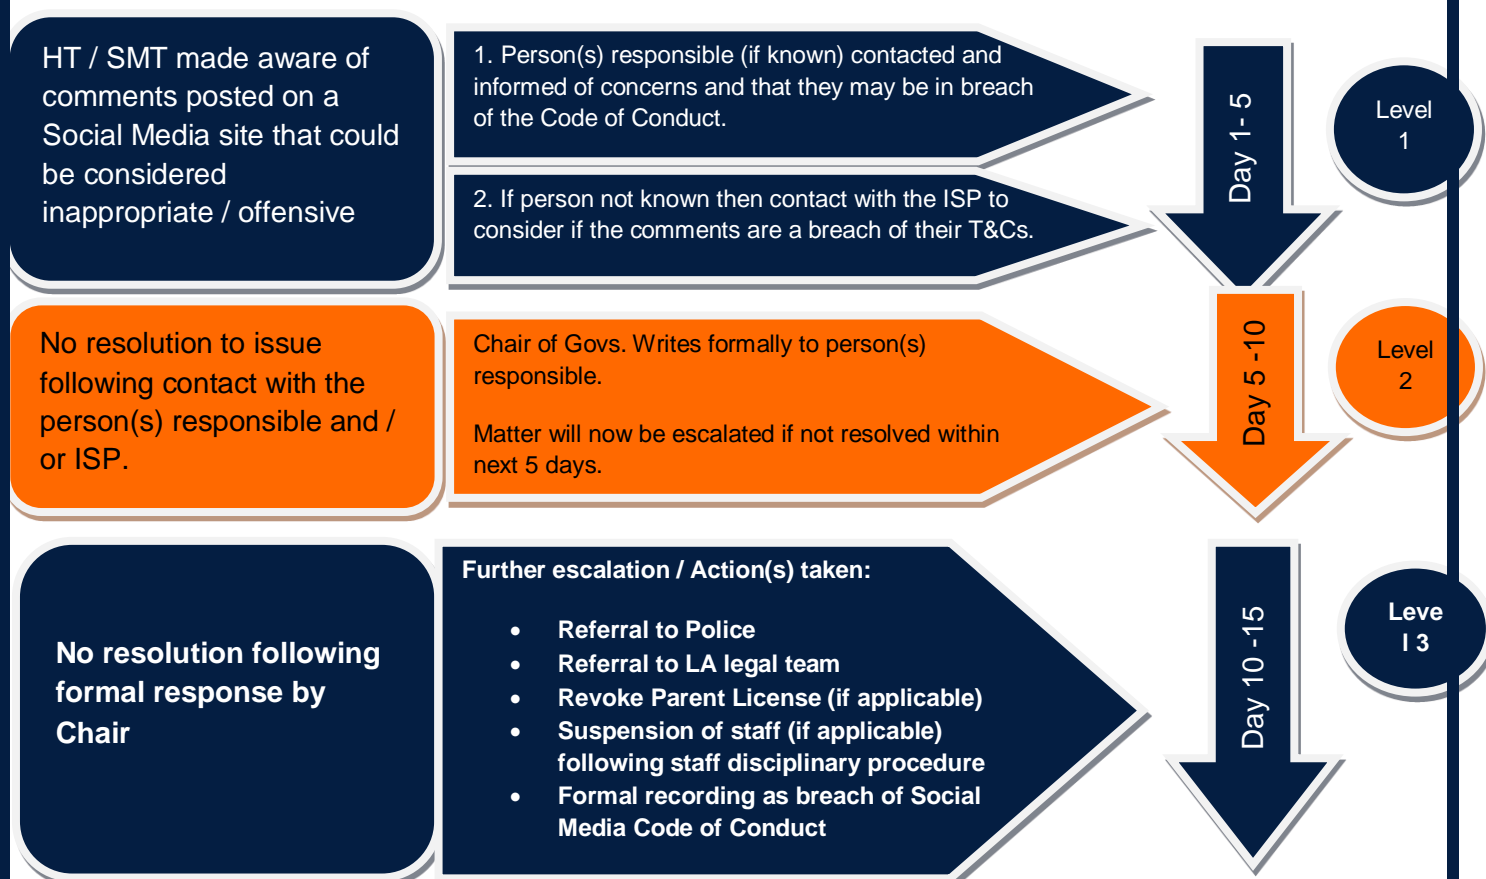 HT / SMT made aware of
comments posted on a
Social Media site that could
be considered
inappropriate / offensive
1. Person(s) responsible (if known) contacted and
informed of concerns and that they may be in breach
of the Code of Conduct.
2. If person not known then contact with the ISP to
consider if the comments are a breach of their T&Cs.
Day 1- 5
Level
1
No resolution to issue
following contact with the
person(s) responsible and /
or ISP.
Chair of Govs. Writes formally to person(s)
responsible.
Matter will now be escalated if not resolved within
next 5 days.
Day 5 -10
Level
2
No resolution following
formal response by
Chair
Further escalation / Action(s) taken:
• Referral to Police
• Referral to LA legal team
• Revoke Parent License (if applicable)
• Suspension of staff (if applicable)
following staff disciplinary procedure
• Formal recording as breach of Social
Media Code of Conduct
Day 10 -15
Leve
l 3